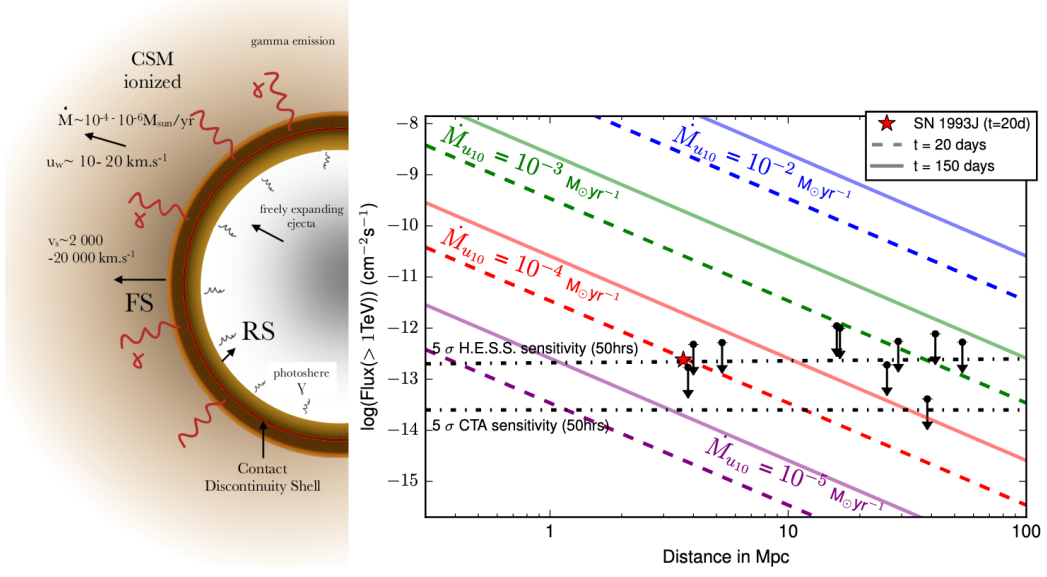 gamma emission
CSM
ionized
Ṁ~10⁻⁴ - 10⁻⁶M_sun/yr
u_w~ 10- 20 km.s⁻¹
freely expanding
ejecta
v_s~2 000
-20 000 km.s⁻¹
FS
RS
photoshere
γ
Contact
Discontinuity Shell
SN 1993J (t=20d)
t = 20 days
t = 150 days
Ṁ_u₁₀ = 10⁻² M⊙yr⁻¹
Ṁ_u₁₀ = 10⁻³ M⊙yr⁻¹
Ṁ_u₁₀ = 10⁻⁴ M⊙yr⁻¹
Ṁ_u₁₀ = 10⁻⁵ M⊙yr⁻¹
5 σ H.E.S.S. sensitivity (50hrs)
5 σ CTA sensitivity (50hrs)
log(Flux(> 1TeV)) (cm⁻²s⁻¹)
−8
−9
−10
−11
−12
−13
−14
−15
1
10
100
Distance in Mpc